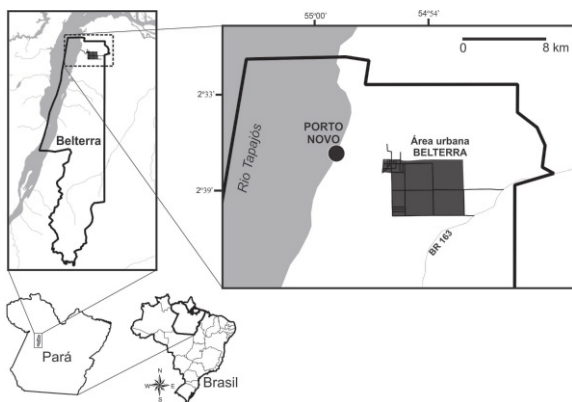 Belterra
55°00'
54°54'
0
8 km
2°33'
PORTO
NOVO
Área urbana
BELTERRA
Rio Tapajós
2°39'
BR 163
Pará
N
W
E
S
Brasil